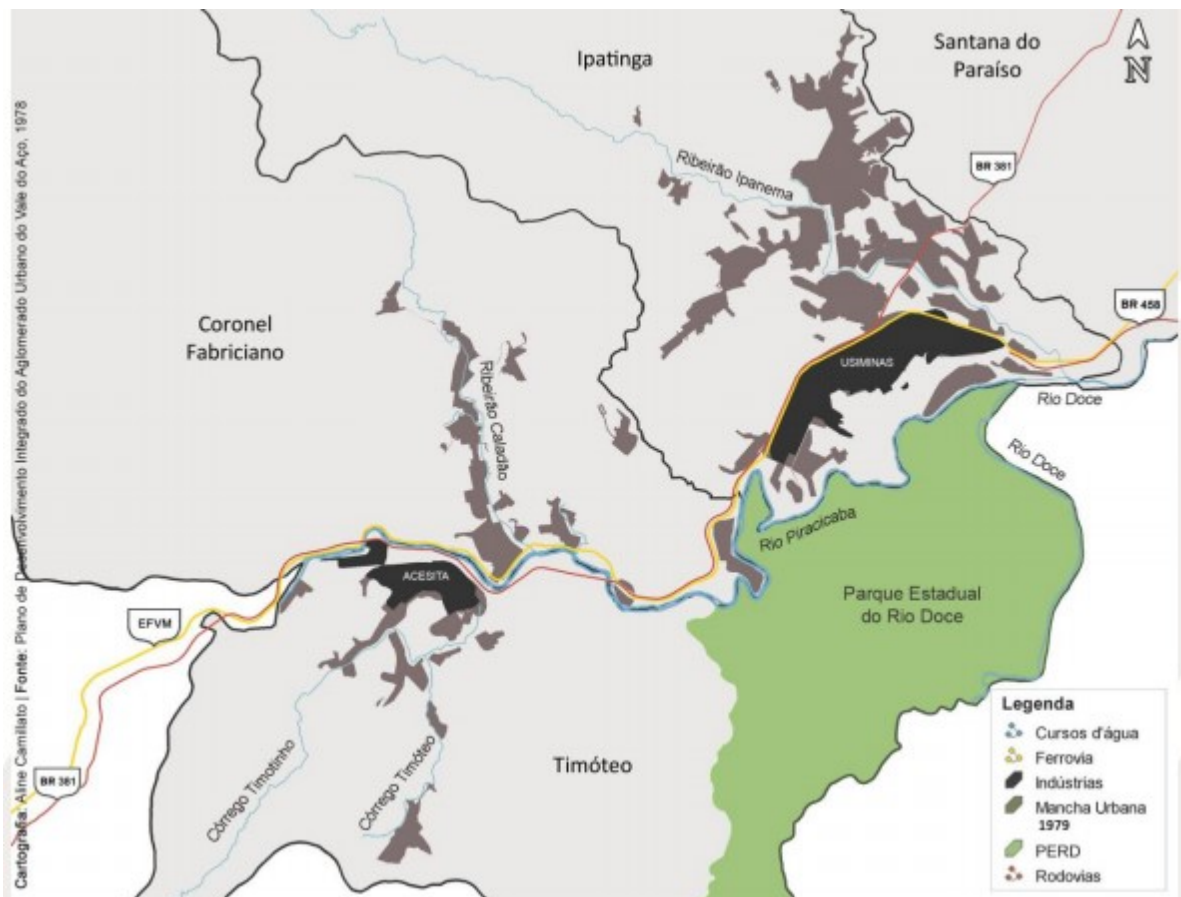 Ipatinga
Santana do
Paraíso
N
Ribeirão Ipanema
BR 381
Coronel
Fabriciano
BR 458
USIMINAS
Ribeirão Caladão
Rio Doce
Rio Doce
Rio Piracicaba
ACESITA
Parque Estadual
do Rio Doce
EFVM
Timóteo
Córrego Timotinho
Córrego Timóteo
BR 381
Legenda
Cursos d'água
Ferrovia
Indústrias
Mancha Urbana
1979
PERD
Rodovias
Cartografia: Aline Camillato | Fonte: Plano de Desenvolvimento Integrado do Aglomerado Urbano do Vale do Aço, 1978